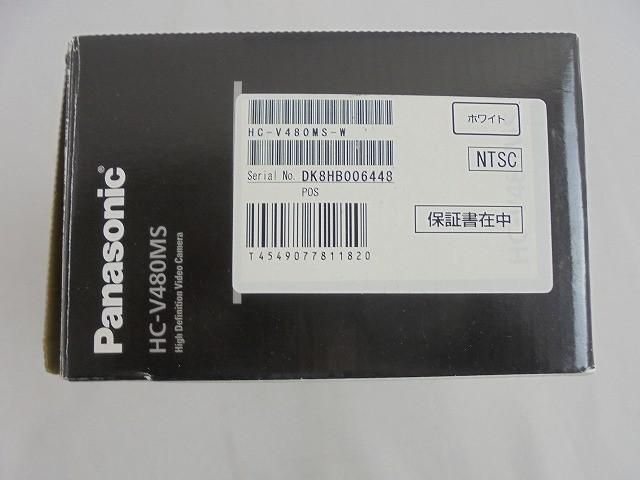 Panasonic®
HC-V480MS
High Definition Video Camera
HC-V480MS-W
ホワイト
NTSC
Serial No. DK8HB006448
POS
保証書在中
T4549077811820